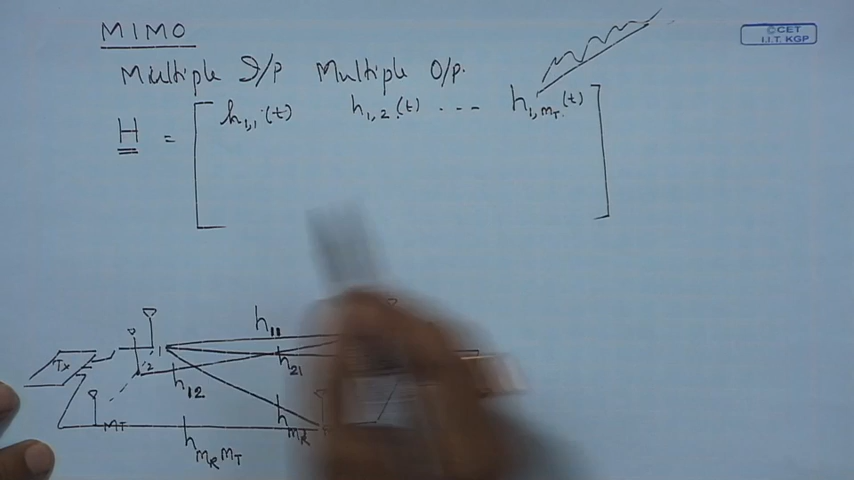 MIMO
©CET
I.I.T. KGP
Multiple I/P Multiple O/P.
H = [ h1,1(t) h1,2(t) --- h1,MT(t) ]
h11
Tx 1
2 h21
h12
MT hMR
hMRMT